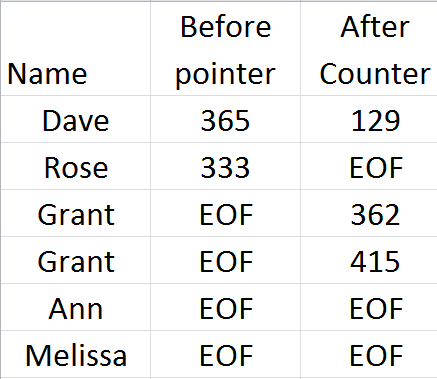 Name Before pointer After Counter
Dave 365 129
Rose 333 EOF
Grant EOF 362
Grant EOF 415
Ann EOF EOF
Melissa EOF EOF